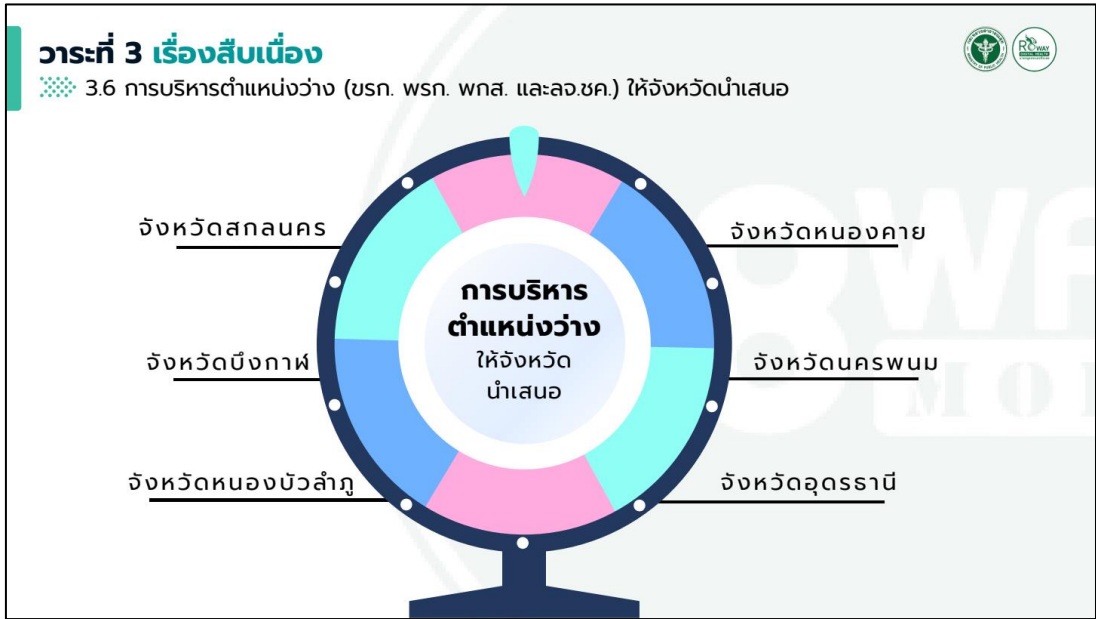 วาระที่ 3 เรื่องสืบเนื่อง
3.6 การบริหารตำแหน่งว่าง (ขรก. พรก. พกส. และลจ.ชค.) ให้จังหวัดนำเสนอ
จังหวัดสกลนคร
จังหวัดบึงกาฬ
จังหวัดหนองบัวลำภู
การบริหาร
ตำแหน่งว่าง
ให้จังหวัด
นำเสนอ
จังหวัดหนองคาย
จังหวัดนครพนม
จังหวัดอุดรธานี
R8WAY